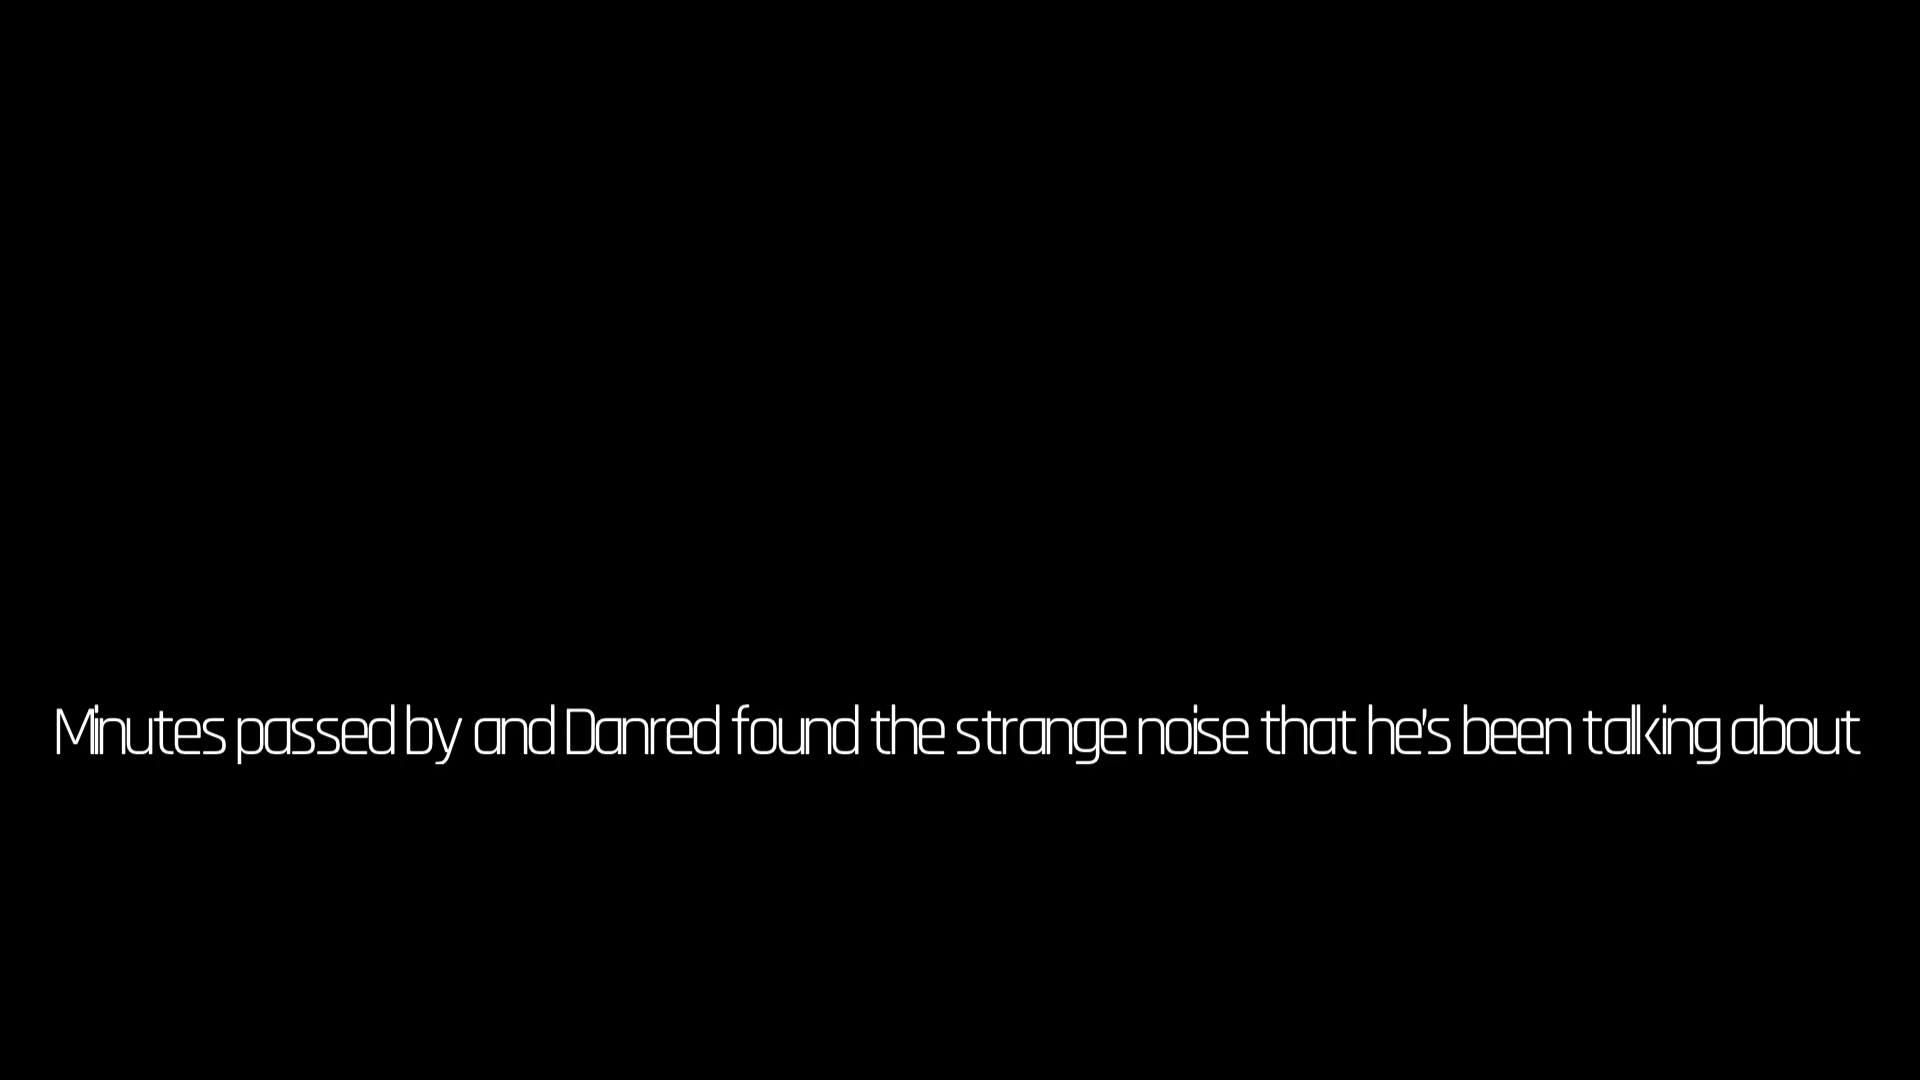 Minutes passed by and Danred found the strange noise that he's been talking about